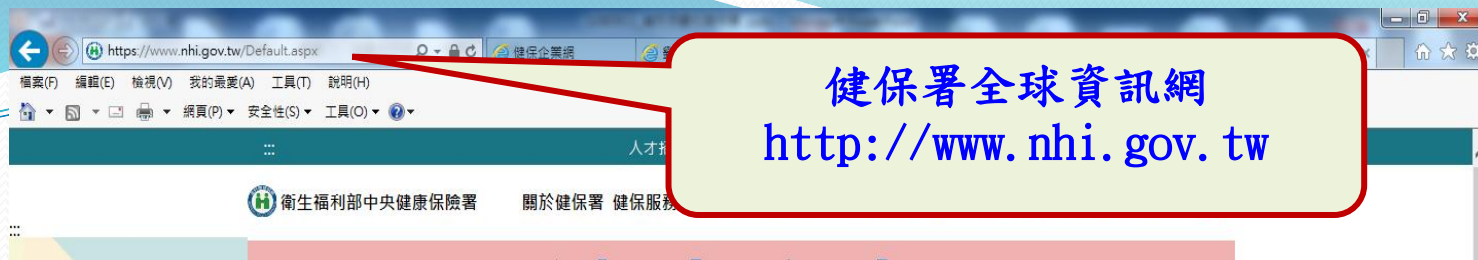 https://www.nhi.gov.tw/Default.aspx
健保企業網
檔案(F) 編輯(E) 檢視(V) 我的最愛(A) 工具(T) 說明(H)
網頁(P) 安全性(S) 工具(O)
健保署全球資訊網
http://www.nhi.gov.tw
:::
人才
衛生福利部中央健康保險署 關於健保署 健保服務
:::